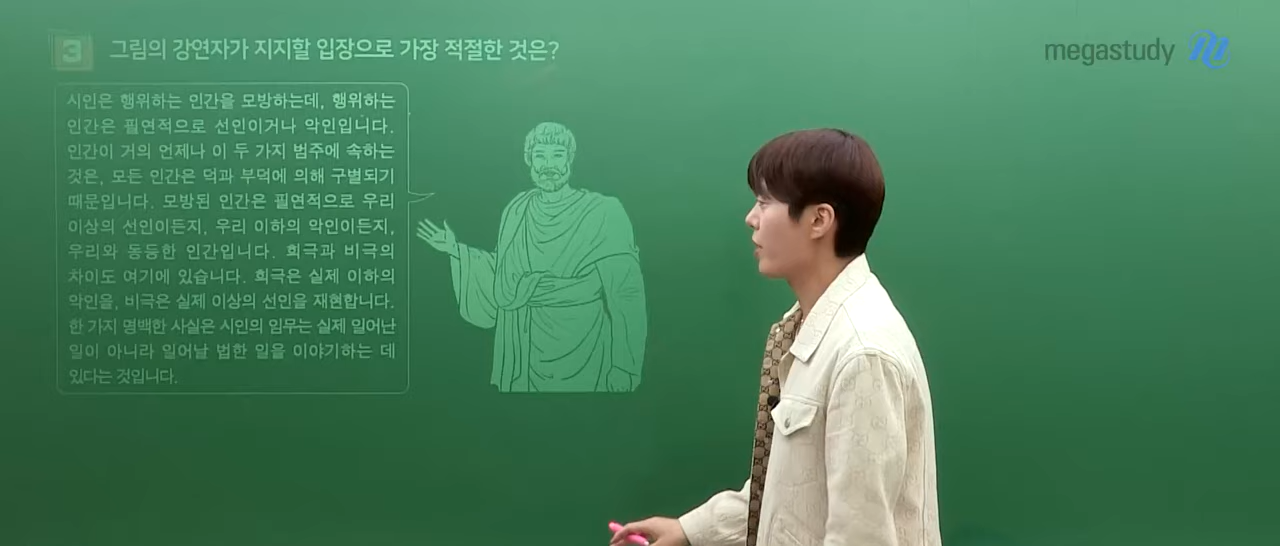 3 그림의 강연자가 지지할 입장으로 가장 적절한 것은?
megastudy
시인은 행위하는 인간을 모방하는데, 행위하는
인간은 필연적으로 선인이거나 악인입니다.
인간이 거의 언제나 이 두 가지 범주에 속하는
것은, 모든 인간은 덕과 부덕에 의해 구별되기
때문입니다. 모방된 인간은 필연적으로 우리
이상의 선인이든지, 우리 이하의 악인이든지,
우리와 동등한 인간입니다. 희극과 비극의
차이도 여기에 있습니다. 희극은 실제 이하의
악인을, 비극은 실제 이상의 선인을 재현합니다.
한 가지 명백한 사실은 시인의 임무는 실제 일어난
일이 아니라 일어날 법한 일을 이야기하는 데
있다는 것입니다.